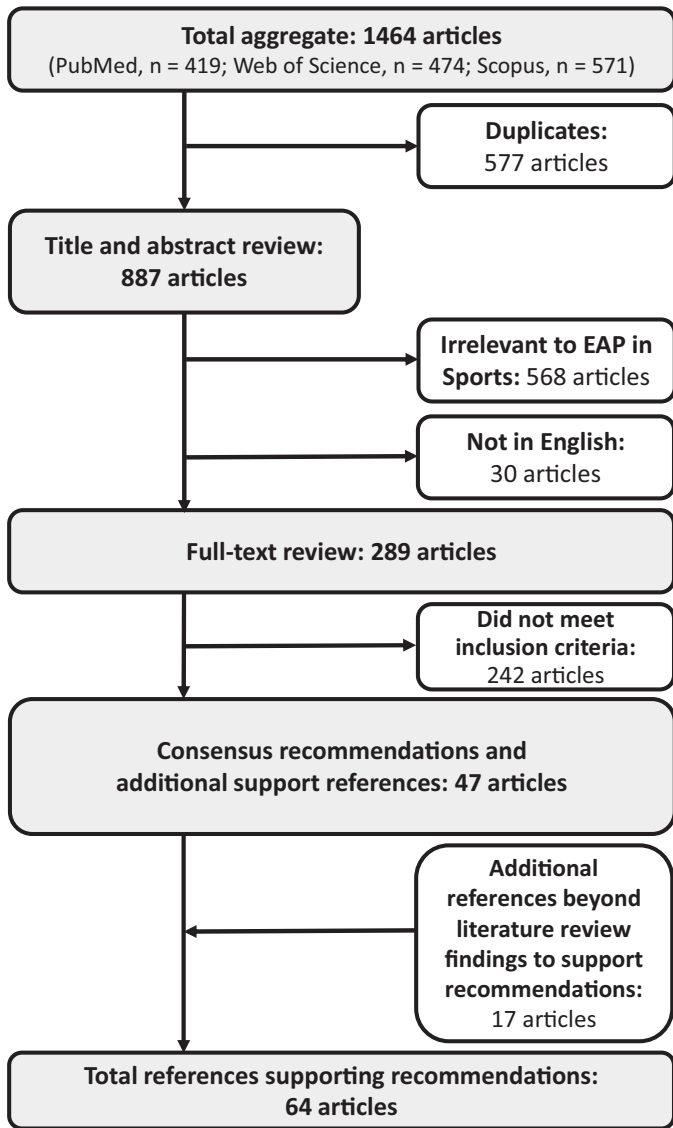 Total aggregate: 1464 articles
(PubMed, n = 419; Web of Science, n = 474; Scopus, n = 571)
Duplicates:
577 articles
Title and abstract review:
887 articles
Irrelevant to EAP in
Sports: 568 articles
Not in English:
30 articles
Full-text review: 289 articles
Did not meet
inclusion criteria:
242 articles
Consensus recommendations and
additional support references: 47 articles
Additional
references beyond
literature review
findings to support
recommendations:
17 articles
Total references supporting recommendations:
64 articles